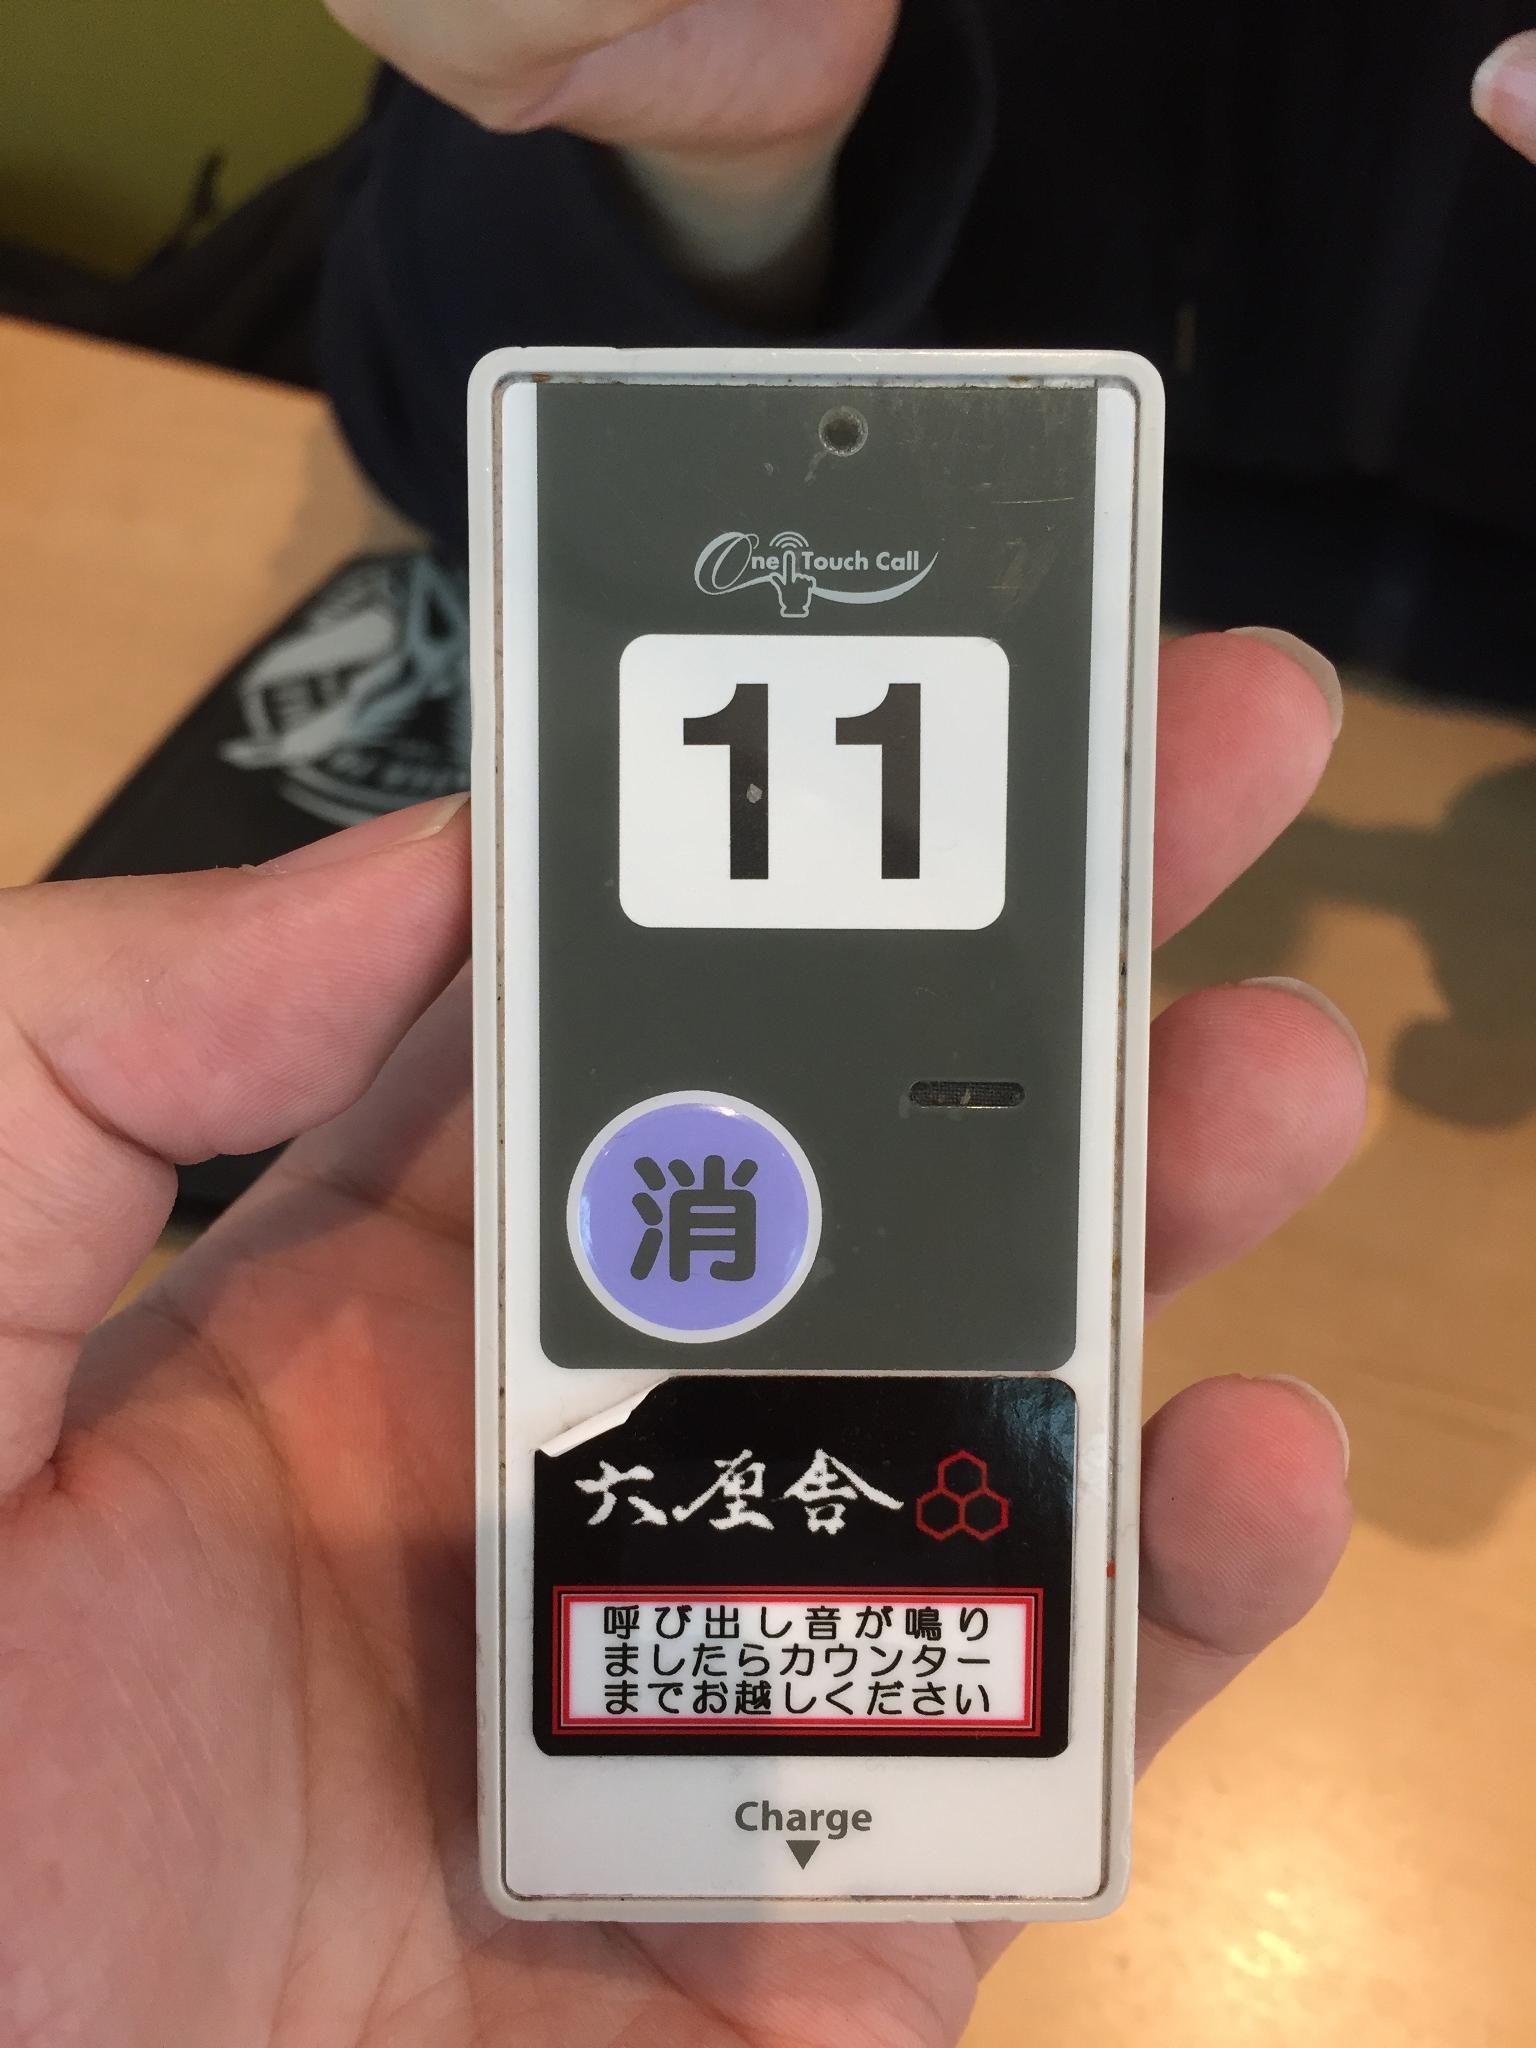 One Touch Call
11
消
六厘舎
呼び出し音が鳴り
ましたらカウンター
までお越しください
Charge